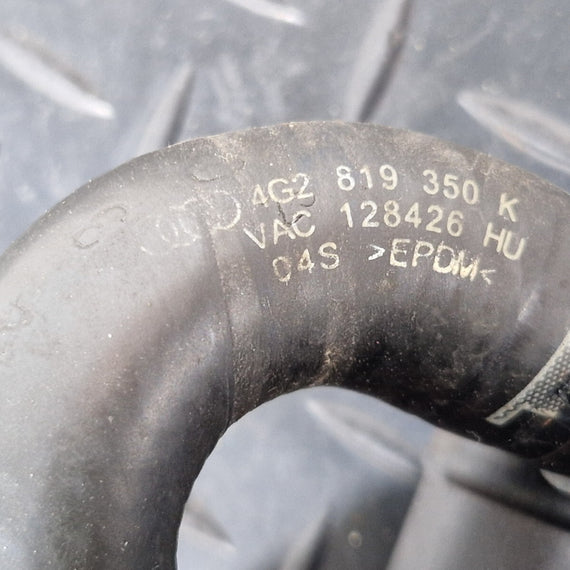 4G2 819 350 K
VAC 128426 HU
04S >EPDM<